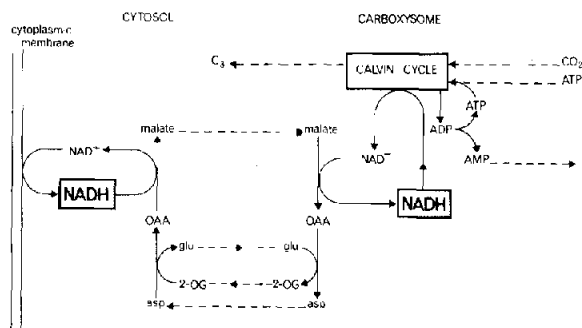 CYTOSOL
CARBOXYSOME
cytoplasmic
membrane
C3
CALVIN CYCLE
CO2
ATP
ATP
ADP
AMP
malate
malate
NAD+
NAD+
NADH
NADH
OAA
OAA
glu
glu
2-OG
2-OG
asp
asp